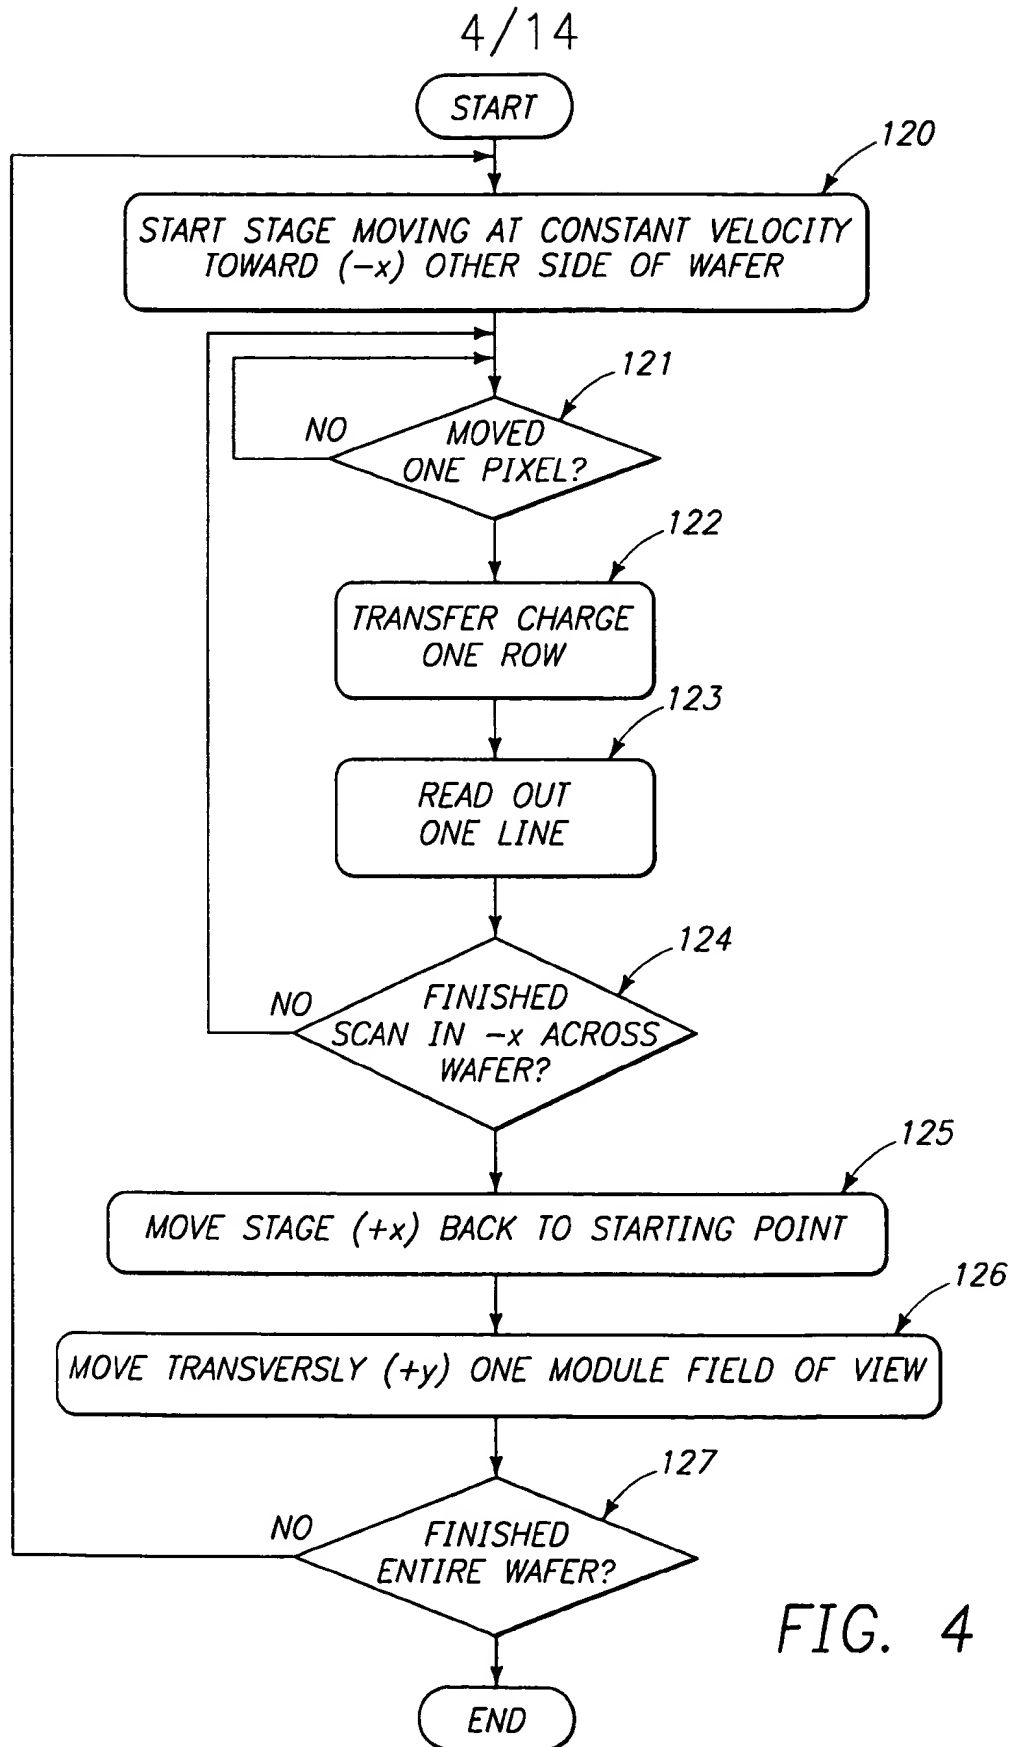 4/14
START
120
START STAGE MOVING AT CONSTANT VELOCITY
TOWARD (-x) OTHER SIDE OF WAFER
121
NO
MOVED
ONE PIXEL?
122
TRANSFER CHARGE
ONE ROW
123
READ OUT
ONE LINE
124
NO
FINISHED
SCAN IN -x ACROSS
WAFER?
125
MOVE STAGE (+x) BACK TO STARTING POINT
126
MOVE TRANSVERSLY (+y) ONE MODULE FIELD OF VIEW
127
NO
FINISHED
ENTIRE WAFER?
FIG. 4
END